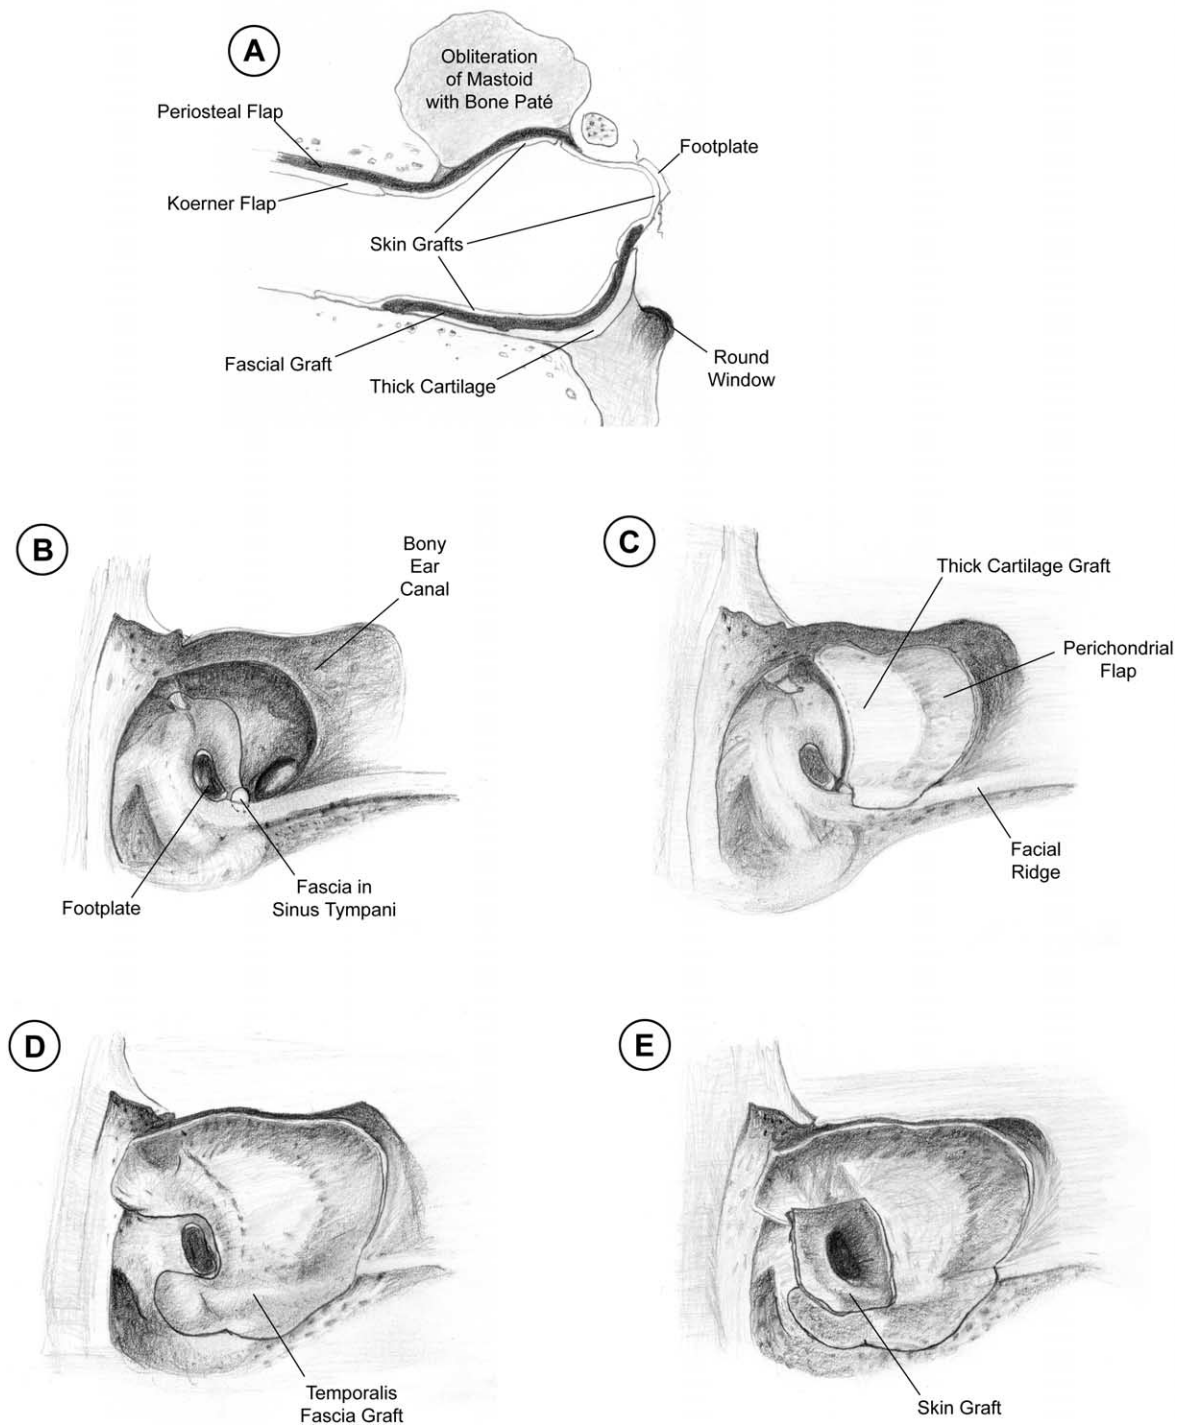 A
Obliteration
of Mastoid
with Bone Paté
Periosteal Flap
Footplate
Koerner Flap
Skin Grafts
Fascial Graft
Thick Cartilage
Round
Window
B
Bony
Ear
Canal
Footplate
Fascia in
Sinus Tympani
C
Thick Cartilage Graft
Perichondrial
Flap
Facial
Ridge
D
Temporalis
Fascia Graft
E
Skin Graft